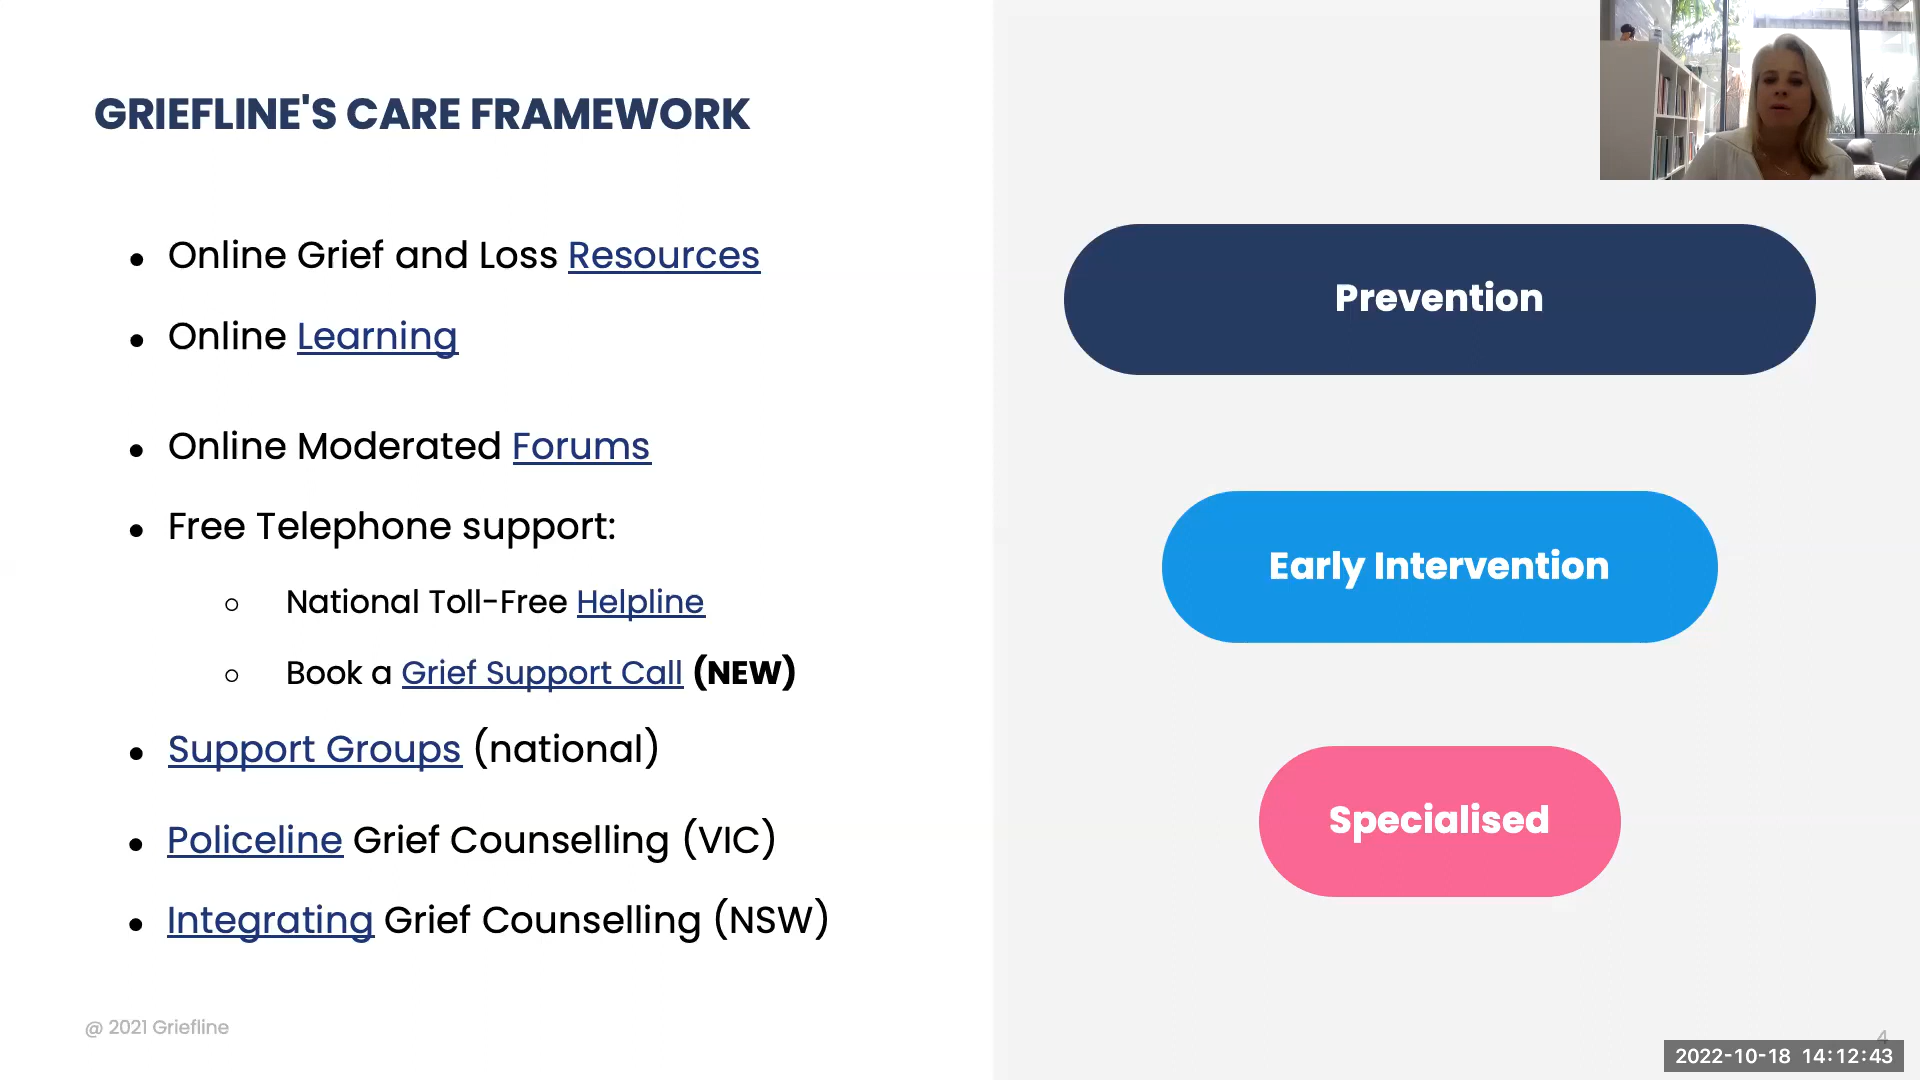 GRIEFLINE'S CARE FRAMEWORK
• Online Grief and Loss Resources
• Online Learning
• Online Moderated Forums
• Free Telephone support:
○ National Toll-Free Helpline
○ Book a Grief Support Call (NEW)
• Support Groups (national)
• Policeline Grief Counselling (VIC)
• Integrating Grief Counselling (NSW)
Prevention
Early Intervention
Specialised
@ 2021 Griefline
4
2022-10-18 14:12:43